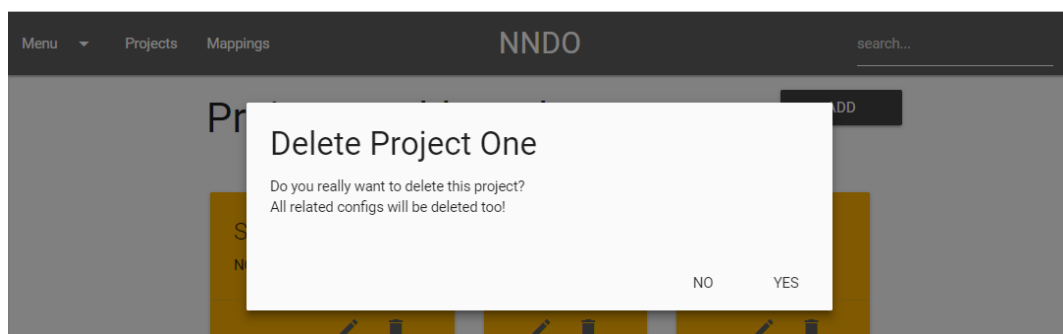 Menu Projects Mappings NNDO search...
Pr ADD
Delete Project One
Do you really want to delete this project?
All related configs will be deleted too!
S
N
NO YES